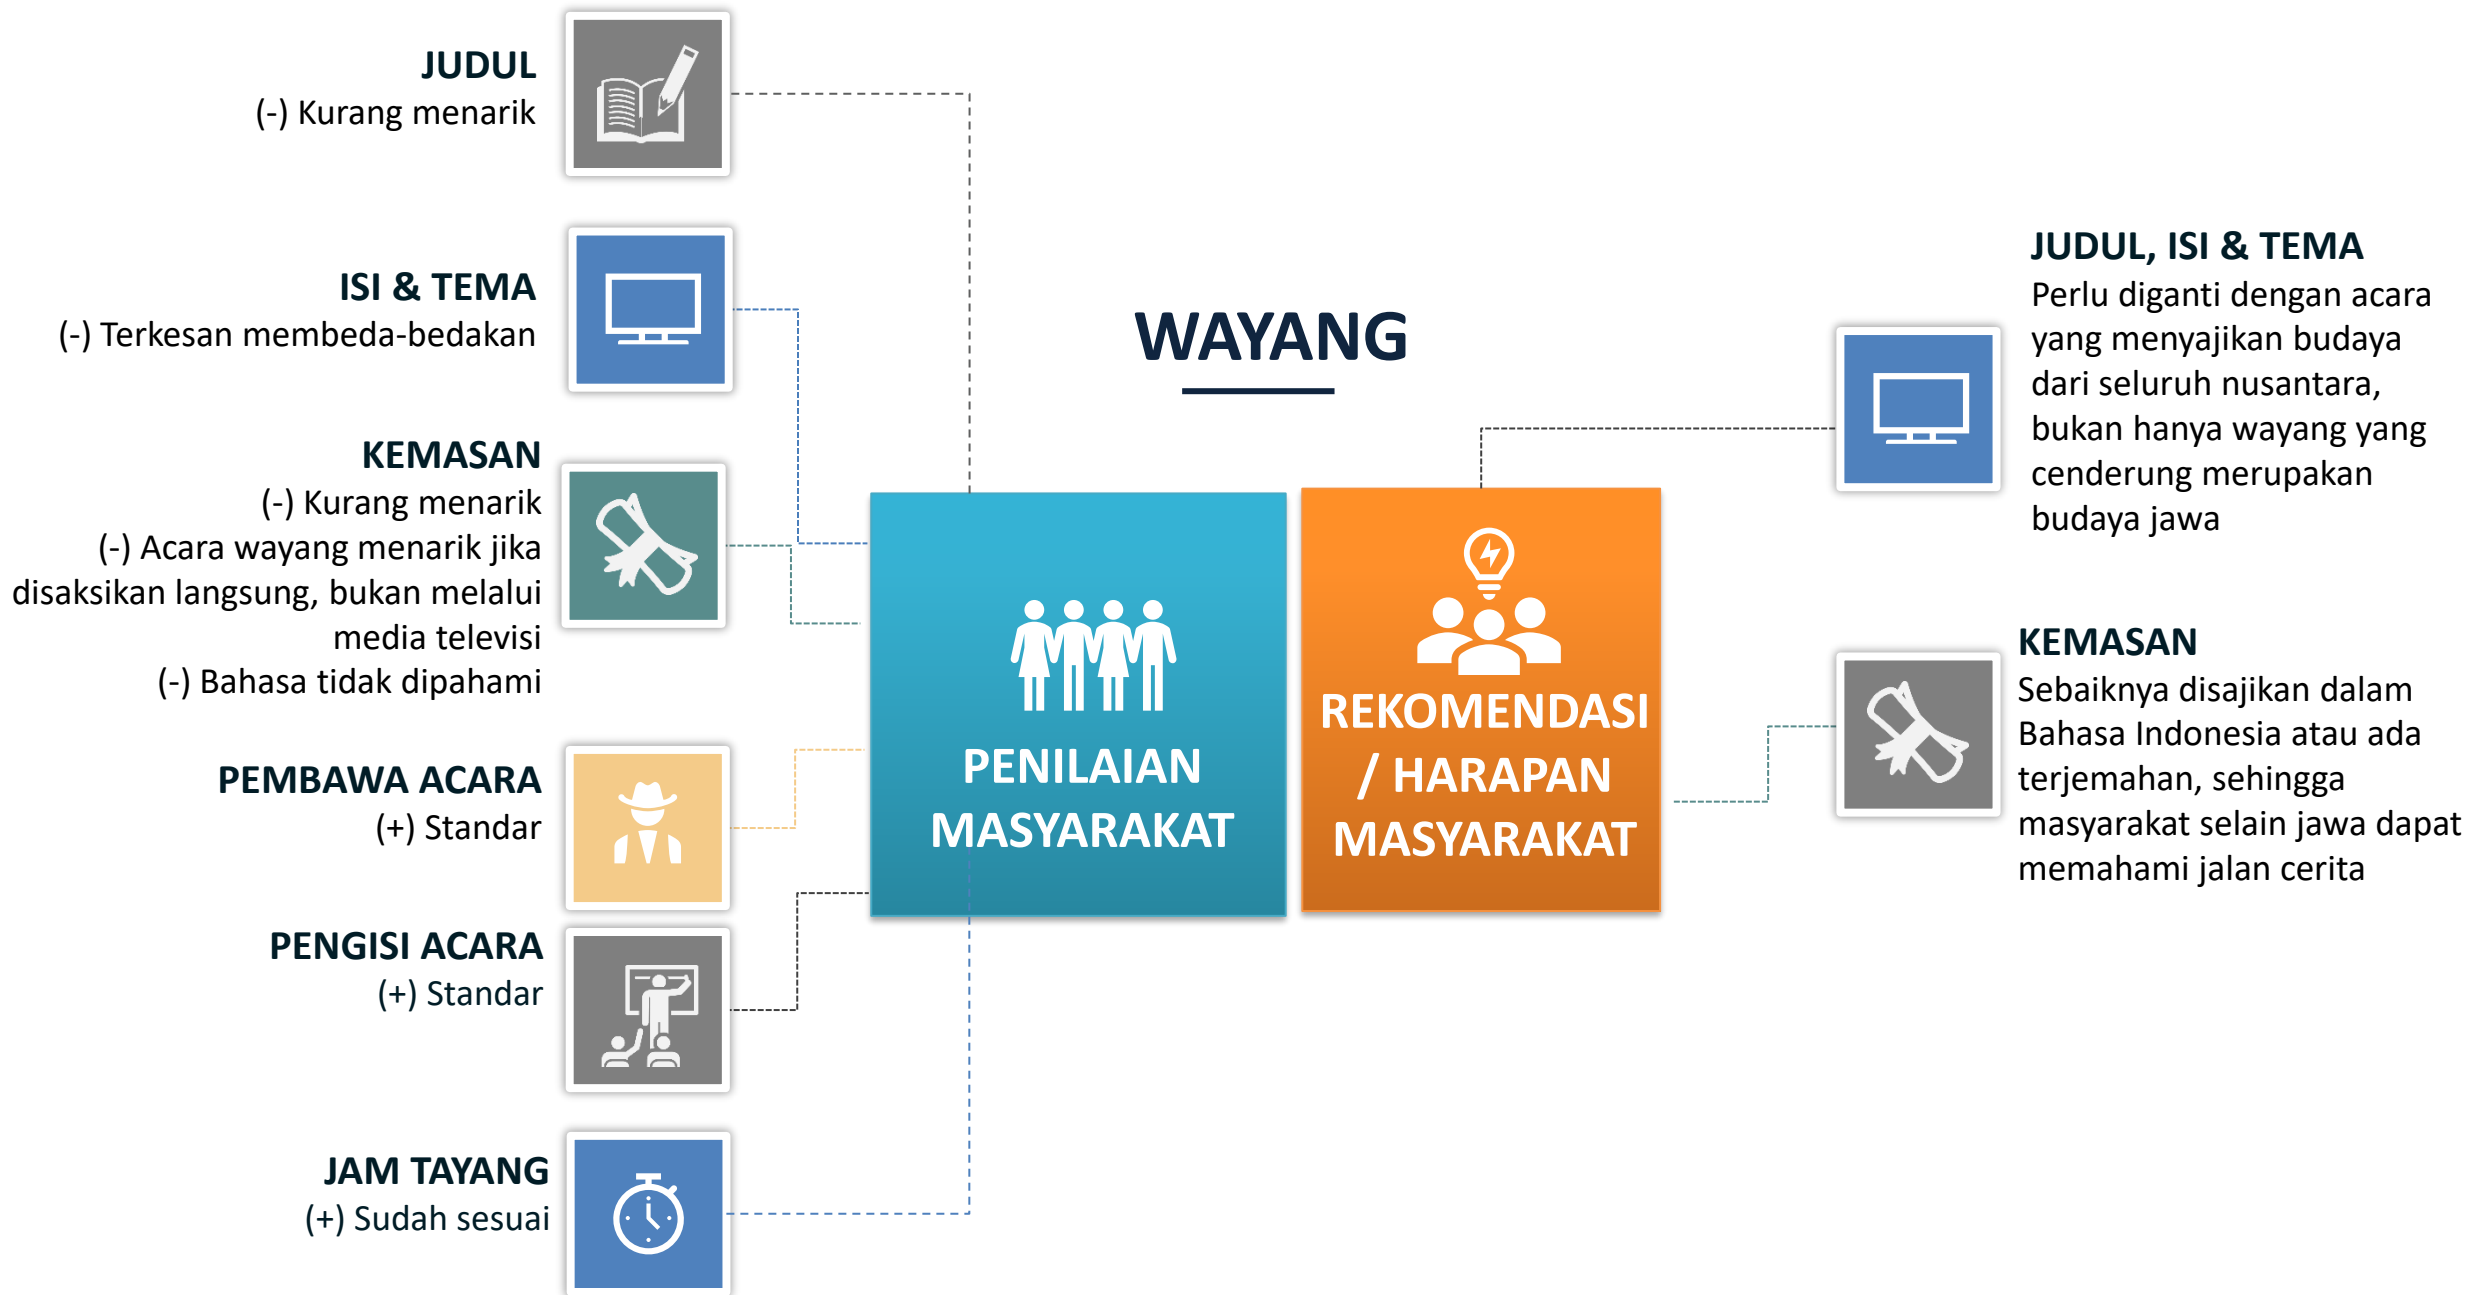 JUDUL
(-) Kurang menarik
ISI & TEMA
(-) Terkesan membeda-bedakan
KEMASAN
(-) Kurang menarik
(-) Acara wayang menarik jika
disaksikan langsung, bukan melalui
media televisi
(-) Bahasa tidak dipahami
PEMBAWA ACARA
(+) Standar
PENGISI ACARA
(+) Standar
JAM TAYANG
(+) Sudah sesuai
WAYANG
PENILAIAN
MASYARAKAT
REKOMENDASI
/ HARAPAN
MASYARAKAT
JUDUL, ISI & TEMA
Perlu diganti dengan acara
yang menyajikan budaya
dari seluruh nusantara,
bukan hanya wayang yang
cenderung merupakan
budaya jawa
KEMASAN
Sebaiknya disajikan dalam
Bahasa Indonesia atau ada
terjemahan, sehingga
masyarakat selain jawa dapat
memahami jalan cerita